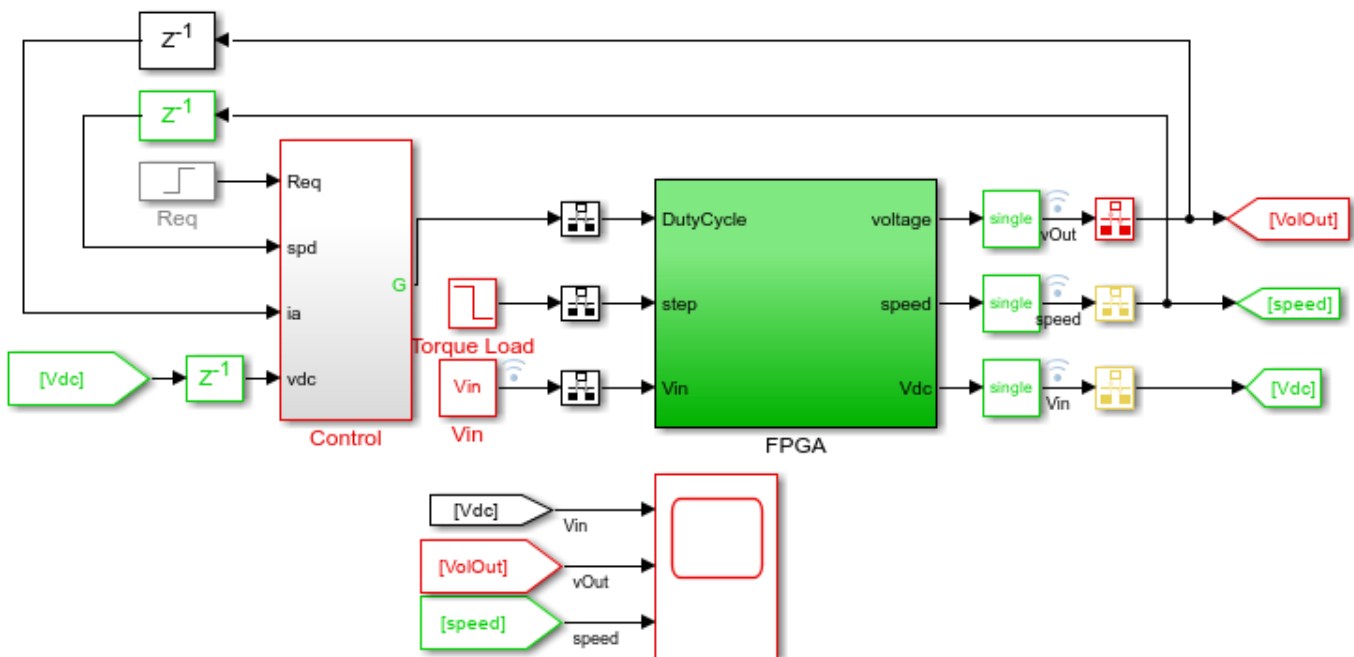 Z-1
Z-1
Req
Req
spd
ia
vdc
G
Control
[Vdc]
Z-1
Torque Load
Vin
Vin
DutyCycle
step
Vin
voltage
speed
Vdc
FPGA
single
vOut
single
speed
single
Vin
[VolOut]
[speed]
[Vdc]
[Vdc]
Vin
[VolOut]
vOut
[speed]
speed